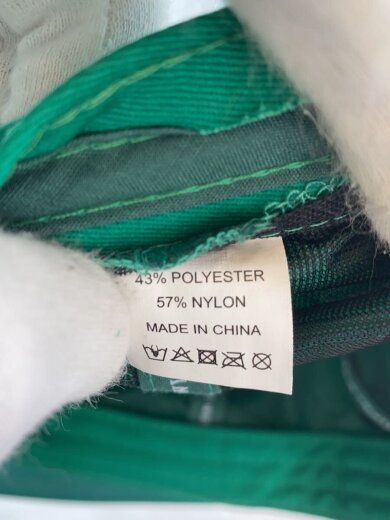 43% POLYESTER
57% NYLON
MADE IN CHINA